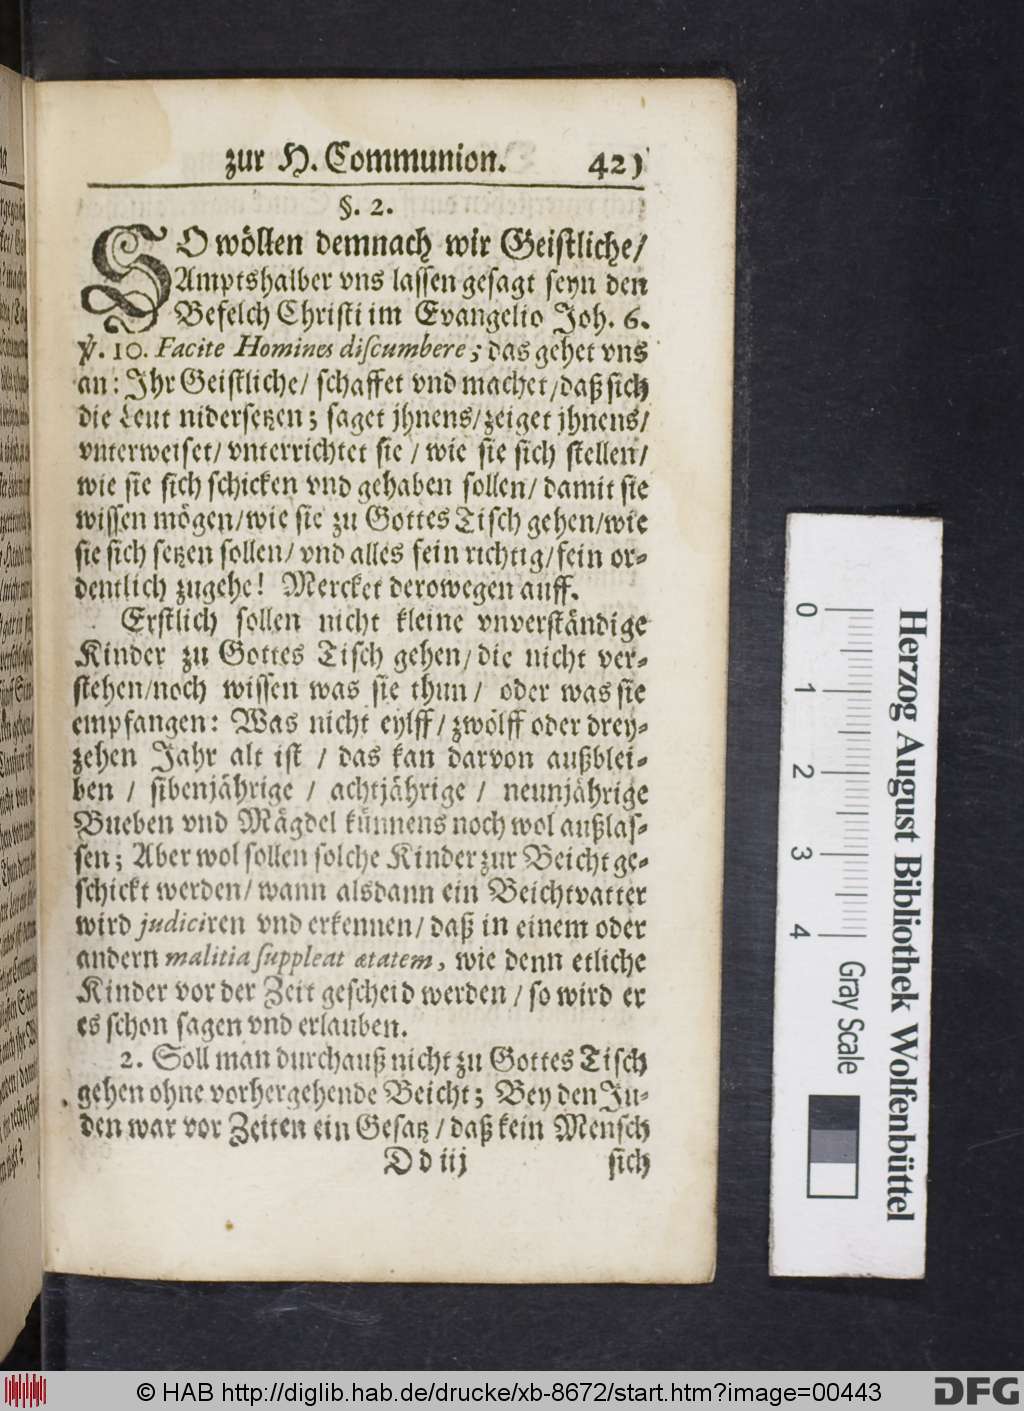 zur H. Communion. 421
§. 2.
SO wöllen demnach wir Geistliche/
Amptshalber vns lassen gesagt seyn den
Befelch Christi im Evangelio Joh. 6.
℣. 10. Facite Homines discumbere; das gehet vns
an: Ihr Geistliche/ schaffet vnd machet/daß sich
die Leut nidersetzen; saget jhnens/zeiget jhnens/
vnterweiset/vnterrichtet sie/ wie sie sich stellen/
wie sie sich schicken vnd gehaben sollen/ damit sie
wissen mögen/wie sie zu Gottes Tisch gehen/wie
sie sich setzen sollen/ vnd alles fein richtig/fein or-
dentlich zugehe! Mercket derowegen auff.
Erstlich sollen nicht kleine vnverständige
Kinder zu Gottes Tisch gehen/ die nicht ver-
stehen/noch wissen was sie thun/ oder was sie
empfangen: Was nicht eylff/ zwölff oder drey-
zehen Jahr alt ist / das kan darvon außblei-
ben / sibenjährige / achtjährige / neunjährige
Bueben vnd Mägdel künnens noch wol außlas-
sen; Aber wol sollen solche Kinder zur Beicht ge-
schickt werden/ wann alsdann ein Beichtvatter
wird judiciren vnd erkennen/ daß in einem oder
andern malitia suppleat ætatem, wie denn etliche
Kinder vor der Zeit gescheid werden/ so wird er
es schon sagen vnd erlauben.
2. Soll man durchauß nicht zu Gottes Tisch
gehen ohne vorhergehende Beicht; Bey den Ju-
den war vor Zeiten ein Gesatz/ daß kein Mensch
D d iij sich
0 1 2 3 4
Gray Scale
Herzog August Bibliothek Wolfenbüttel
© HAB http://diglib.hab.de/drucke/xb-8672/start.htm?image=00443
DFG